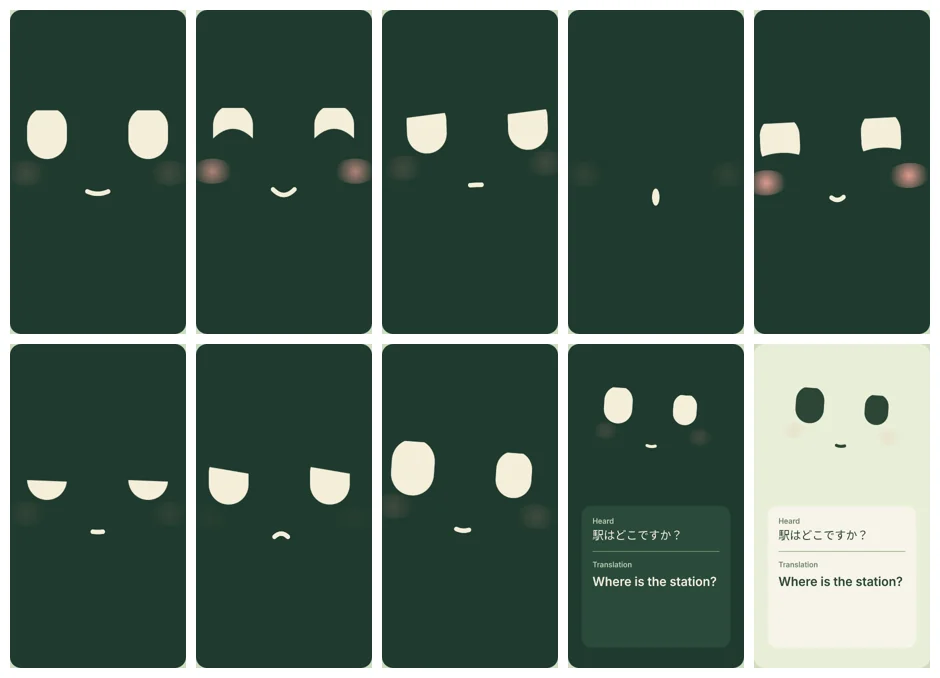 Heard
駅はどこですか？
Translation
Where is the station?
Heard
駅はどこですか？
Translation
Where is the station?